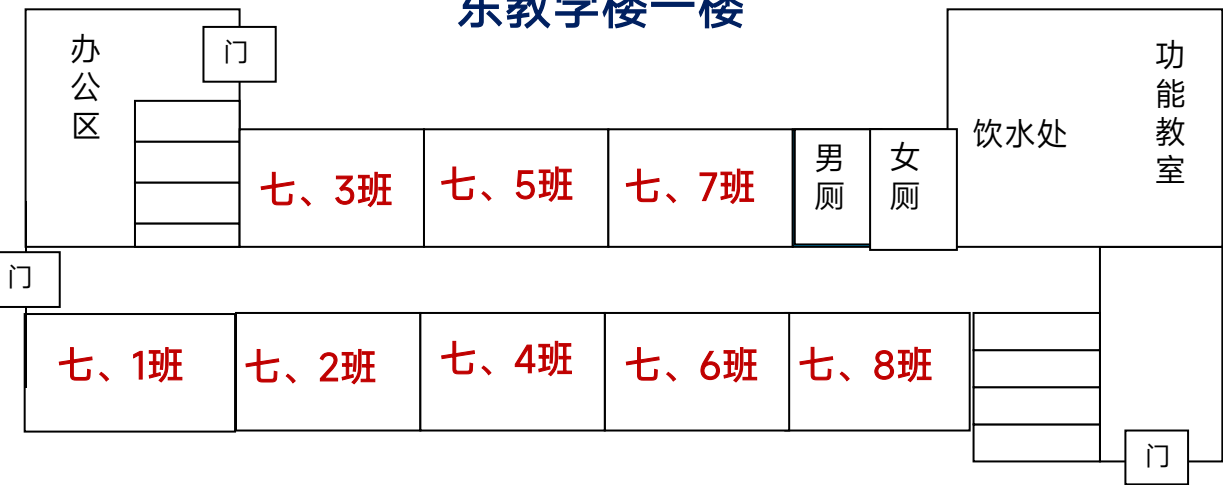 东教学楼一楼
办公区
门
功能教室
饮水处
七、3班
七、5班
七、7班
男厕
女厕
门
七、1班
七、2班
七、4班
七、6班
七、8班
门